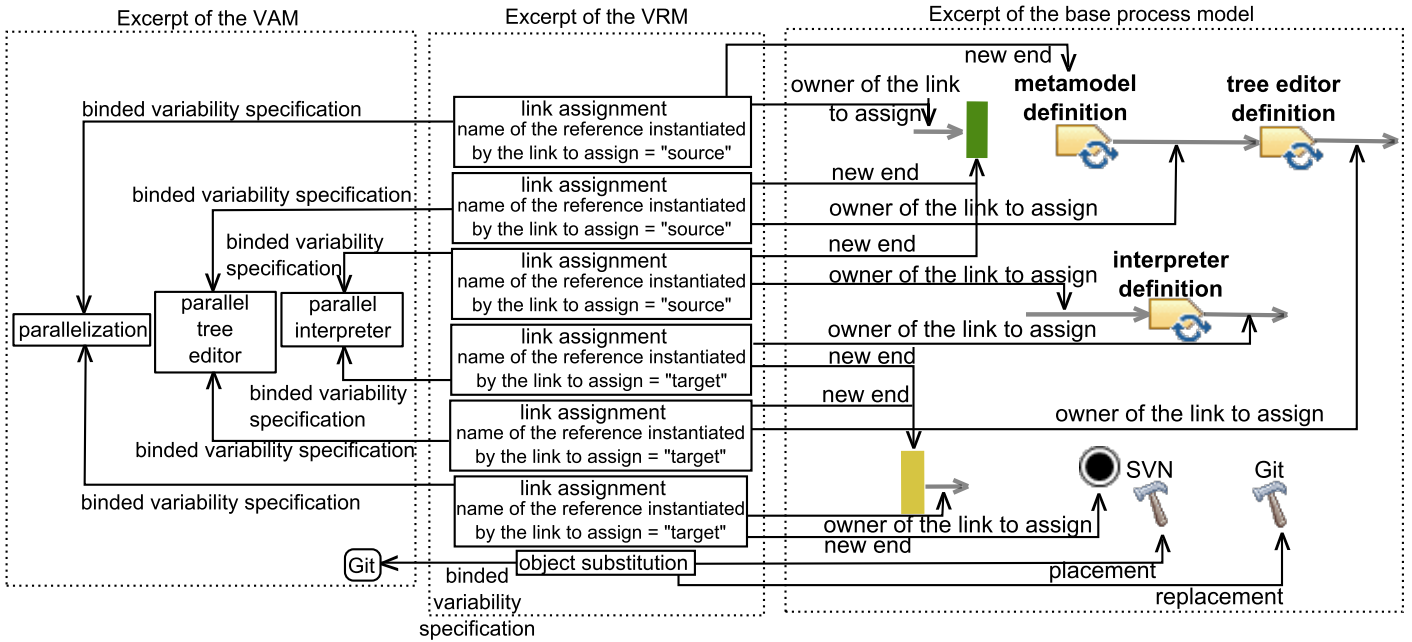 Excerpt of the VAM
Excerpt of the VRM
Excerpt of the base process model
binded variability specification
binded variability specification
binded variability
specification
parallelization
parallel
tree
editor
parallel
interpreter
binded variability
specification
binded variability specification
binded variability specification
Git
binded
variability
specification
link assignment
name of the reference instantiated
by the link to assign = "source"
link assignment
name of the reference instantiated
by the link to assign = "source"
link assignment
name of the reference instantiated
by the link to assign = "source"
link assignment
name of the reference instantiated
by the link to assign = "target"
link assignment
name of the reference instantiated
by the link to assign = "target"
link assignment
name of the reference instantiated
by the link to assign = "target"
object substitution
new end
owner of the link
to assign
metamodel
definition
tree editor
definition
new end
owner of the link to assign
new end
owner of the link to assign
interpreter
definition
owner of the link to assign
new end
new end
owner of the link to assign
SVN
Git
owner of the link to assign
new end
placement
replacement